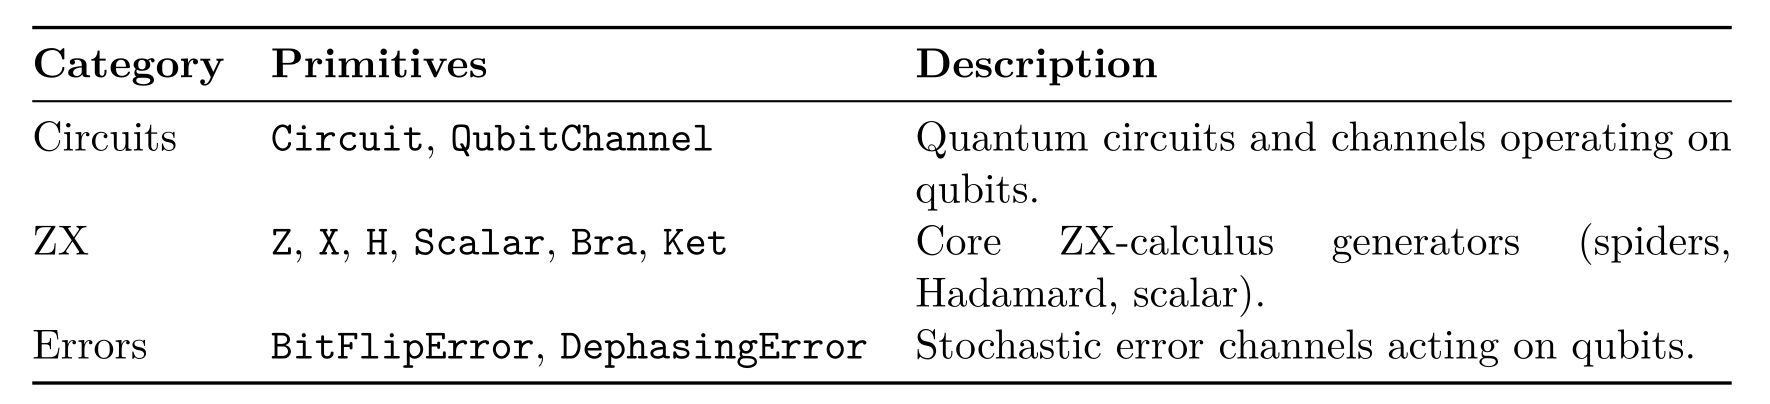 Category Primitives Description
Circuits Circuit, QubitChannel Quantum circuits and channels operating on
qubits.
ZX Z, X, H, Scalar, Bra, Ket Core ZX-calculus generators (spiders,
Hadamard, scalar).
Errors BitFlipError, DephasingError Stochastic error channels acting on qubits.